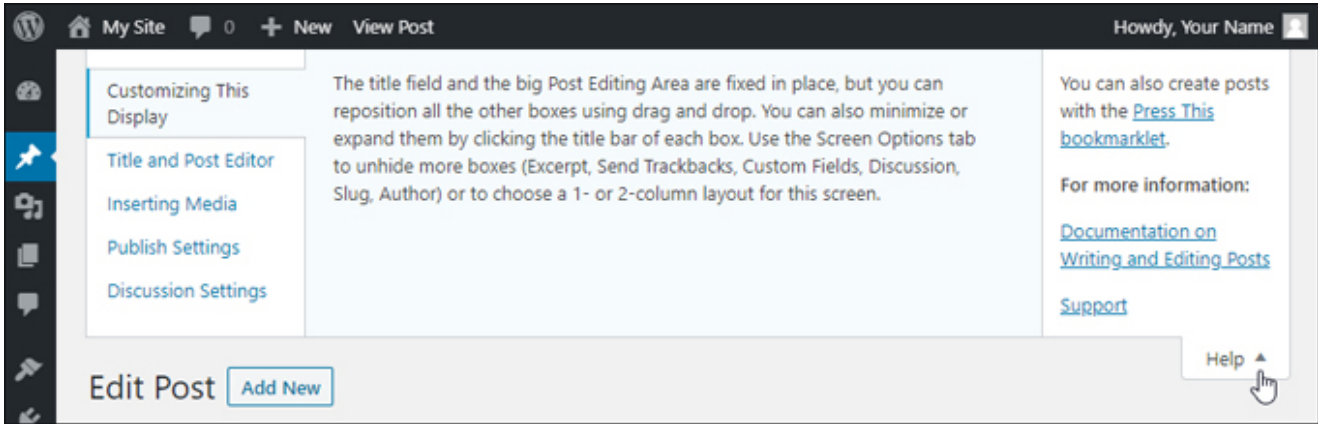 My Site 0 New View Post Howdy, Your Name
Customizing This
Display
Title and Post Editor
Inserting Media
Publish Settings
Discussion Settings
The title field and the big Post Editing Area are fixed in place, but you can
reposition all the other boxes using drag and drop. You can also minimize or
expand them by clicking the title bar of each box. Use the Screen Options tab
to unhide more boxes (Excerpt, Send Trackbacks, Custom Fields, Discussion,
Slug, Author) or to choose a 1- or 2-column layout for this screen.
You can also create posts
with the Press This
bookmarklet.
For more information:
Documentation on
Writing and Editing Posts
Support
Help
Edit Post Add New